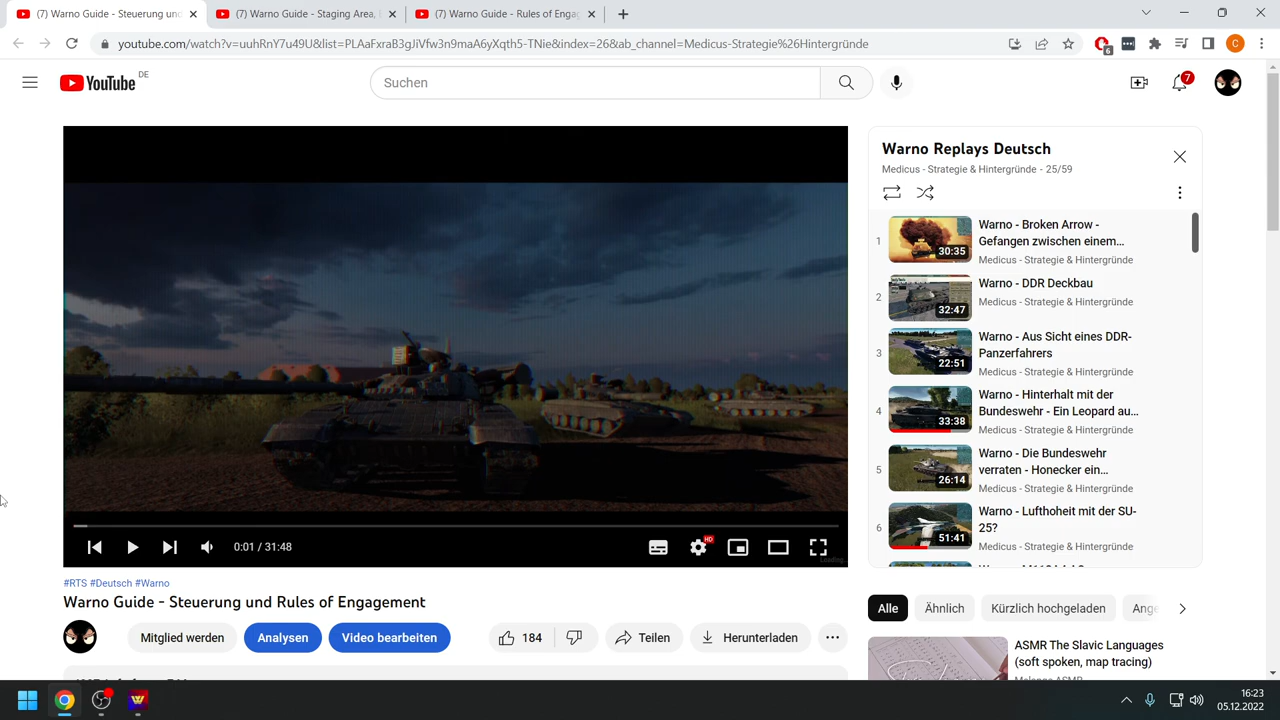 (7) Warno Guide - Steuerung und
(7) Warno Guide - Staging Area,
(7) Warno Guide - Rules of Engag
youtube.com/watch?v=uuhRnY7u49U&list=PLAaFxraBtgJiY6w3r9maA6yXqth5-Thle&index=26&ab_channel=Medicus-Strategie%26Hintergründe
6
C
YouTube
DE
Suchen
7
Warno Replays Deutsch
Medicus - Strategie & Hintergründe - 25/59
1
30:35
Warno - Broken Arrow -
Gefangen zwischen einem...
Medicus - Strategie & Hintergründe
2
32:47
Warno - DDR Deckbau
Medicus - Strategie & Hintergründe
3
22:51
Warno - Aus Sicht eines DDR-
Panzerfahrers
Medicus - Strategie & Hintergründe
4
33:38
Warno - Hinterhalt mit der
Bundeswehr - Ein Leopard au...
Medicus - Strategie & Hintergründe
5
26:14
Warno - Die Bundeswehr
verraten - Honecker ein...
Medicus - Strategie & Hintergründe
6
51:41
Warno - Lufthoheit mit der SU-
25?
Medicus - Strategie & Hintergründe
0:01 / 31:48
HD
#RTS #Deutsch #Warno
Warno Guide - Steuerung und Rules of Engagement
Mitglied werden
Analysen
Video bearbeiten
184
Teilen
Herunterladen
Alle
Ähnlich
Kürzlich hochgeladen
Ange
ASMR The Slavic Languages
(soft spoken, map tracing)
16:23
05.12.2022